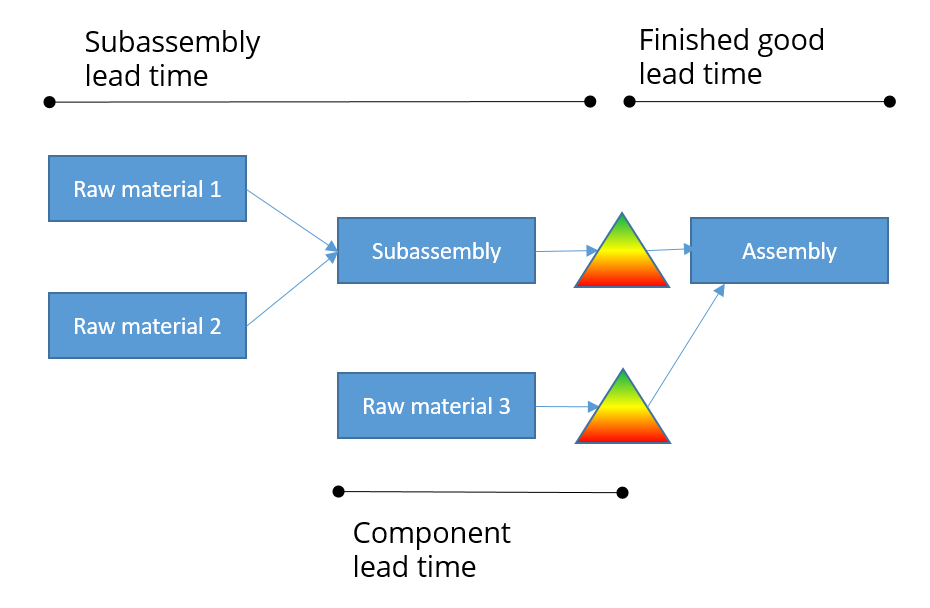 Subassembly
lead time
Finished good
lead time
Raw material 1
Subassembly
Assembly
Raw material 2
Raw material 3
Component
lead time